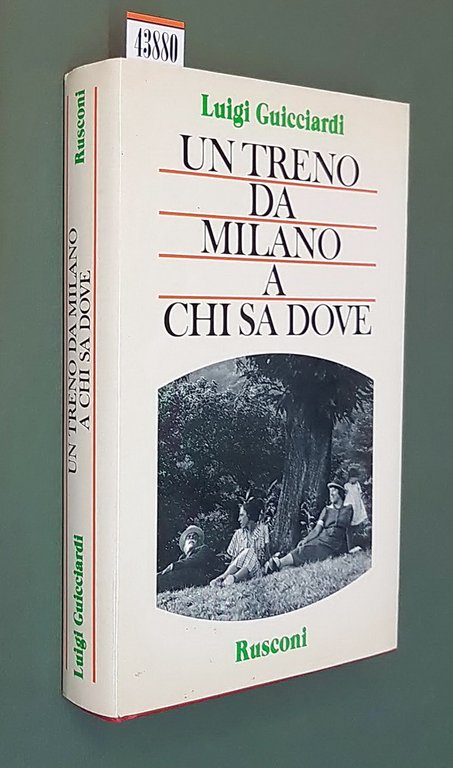 43880
Luigi Guicciardi
UN TRENO
DA
MILANO
A
CHI SA DOVE
Rusconi
Rusconi
UN TRENO DA MILANO
A CHI SA DOVE
Luigi Guicciardi